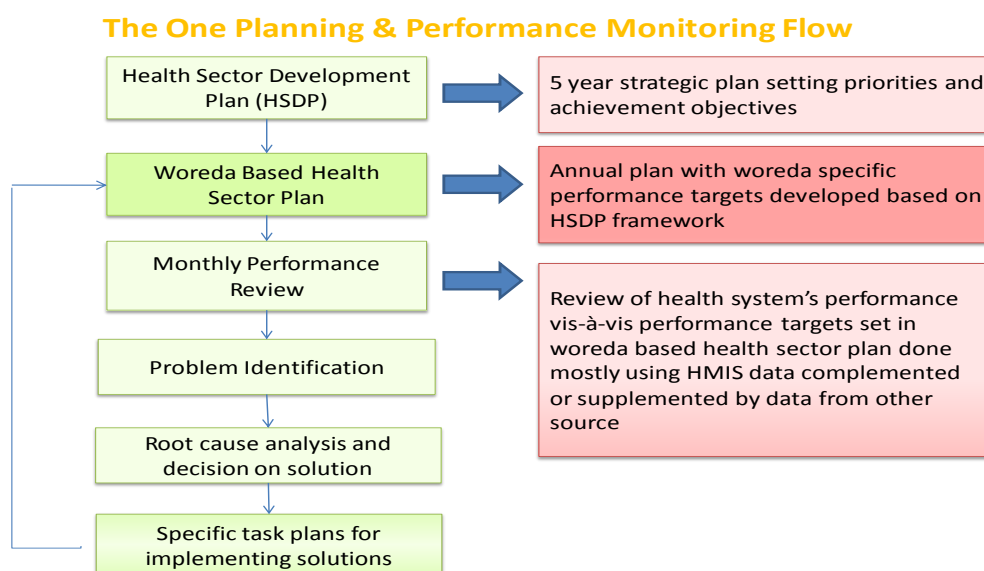 The One Planning & Performance Monitoring Flow
Health Sector Development
Plan (HSDP)
5 year strategic plan setting priorities and
achievement objectives
Woreda Based Health
Sector Plan
Annual plan with woreda specific
performance targets developed based on
HSDP framework
Monthly Performance
Review
Review of health system's performance
vis-à-vis performance targets set in
woreda based health sector plan done
mostly using HMIS data complemented
or supplemented by data from other
source
Problem Identification
Root cause analysis and
decision on solution
Specific task plans for
implementing solutions